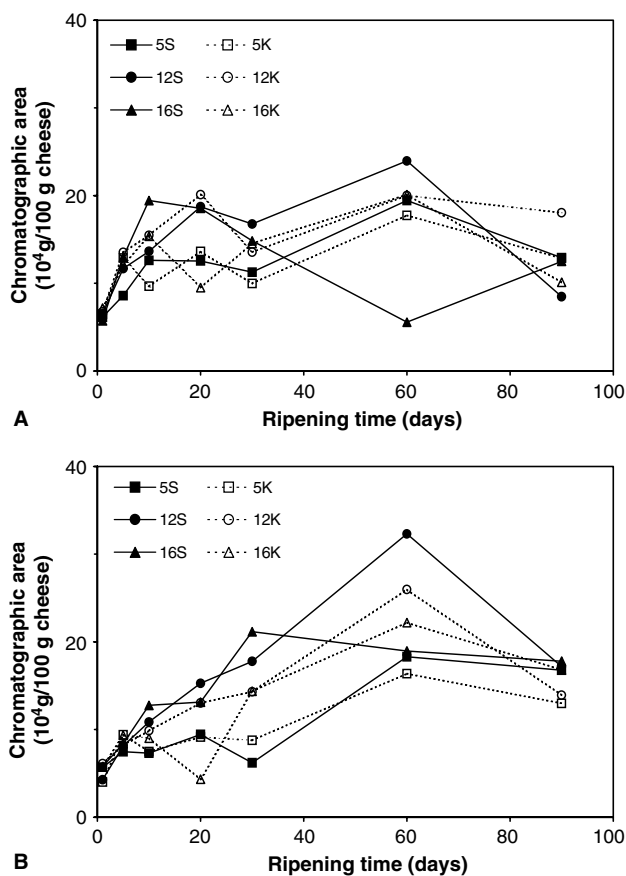 40
5S 5K
12S 12K
16S 16K
20
0
Chromatographic area
(10⁴g/100 g cheese)
0 20 40 60 80 100
Ripening time (days)
A
40
5S 5K
12S 12K
16S 16K
20
0
Chromatographic area
(10⁴g/100 g cheese)
0 20 40 60 80 100
Ripening time (days)
B